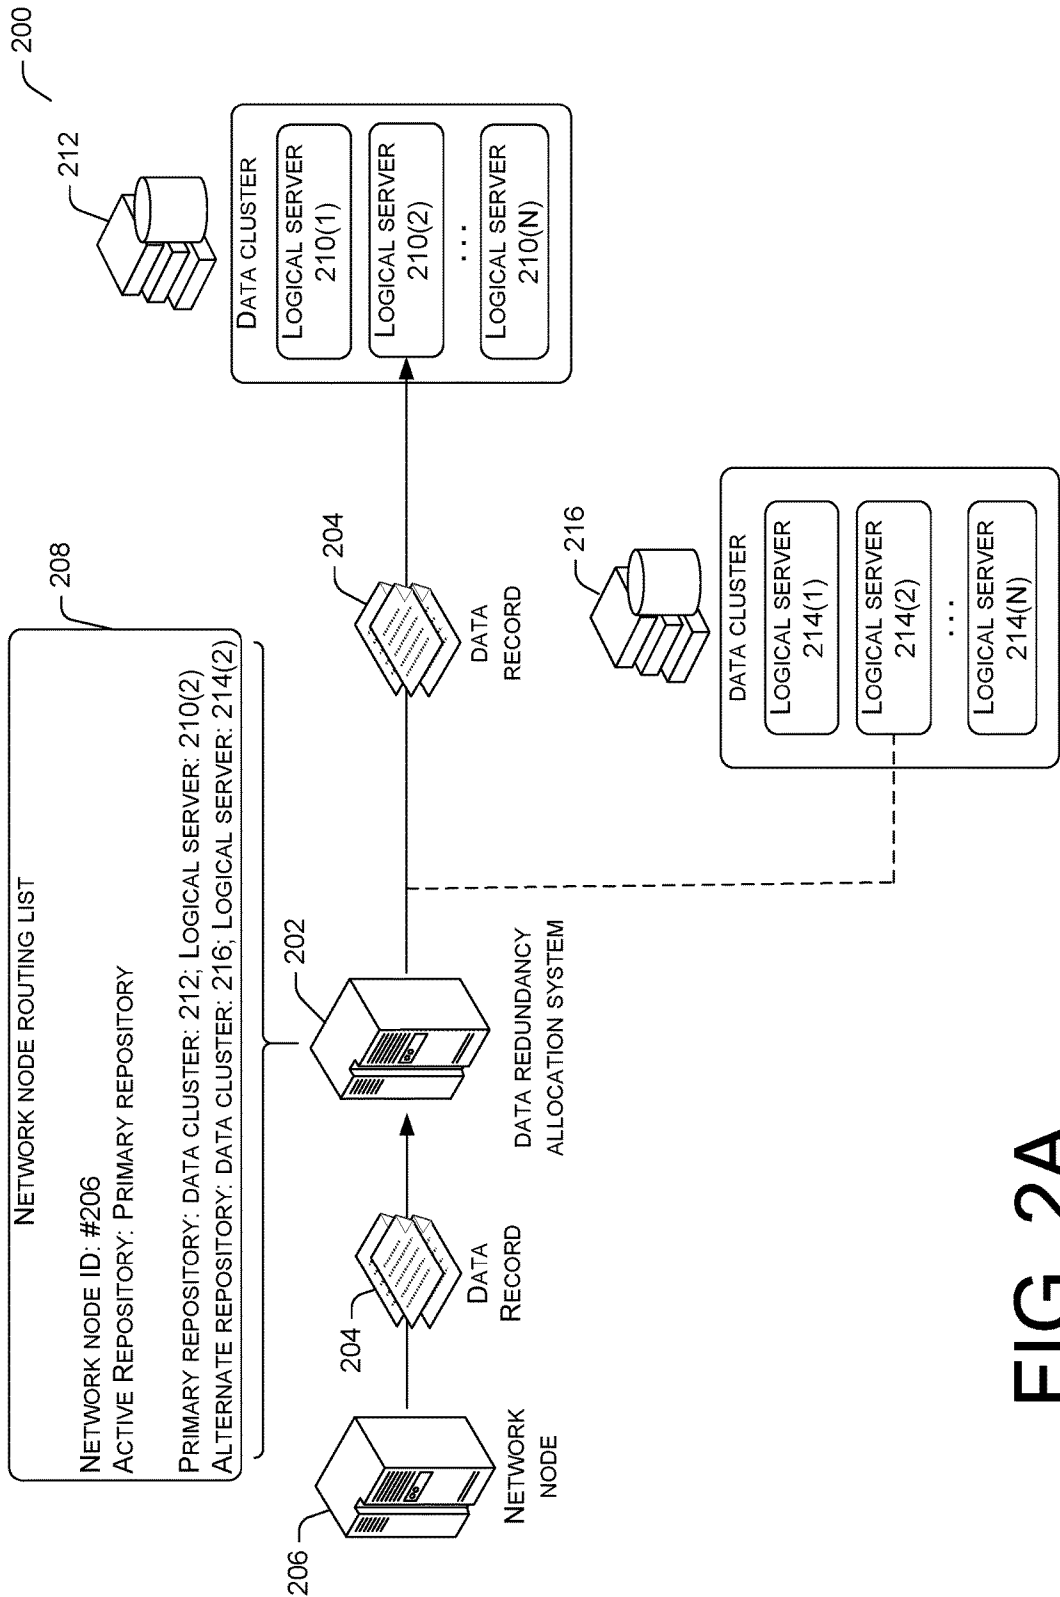 200
NETWORK NODE ROUTING LIST
NETWORK NODE ID: #206
ACTIVE REPOSITORY: PRIMARY REPOSITORY
PRIMARY REPOSITORY: DATA CLUSTER: 212; LOGICAL SERVER: 210(2)
ALTERNATE REPOSITORY: DATA CLUSTER: 216; LOGICAL SERVER: 214(2)
208
206
NETWORK
NODE
204
DATA
RECORD
202
DATA REDUNDANCY
ALLOCATION SYSTEM
204
DATA
RECORD
212
DATA CLUSTER
LOGICAL SERVER
210(1)
LOGICAL SERVER
210(2)
...
LOGICAL SERVER
210(N)
216
DATA CLUSTER
LOGICAL SERVER
214(1)
LOGICAL SERVER
214(2)
...
LOGICAL SERVER
214(N)
FIG. 2A